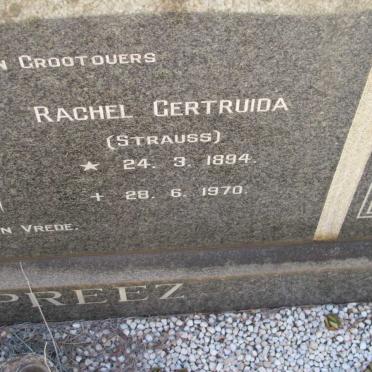 N GROOTOUERS
RACHEL GERTRUIDA
(STRAUSS)
★ 24. 3. 1894.
+ 28. 6. 1970.
N VREDE.
PREEZ